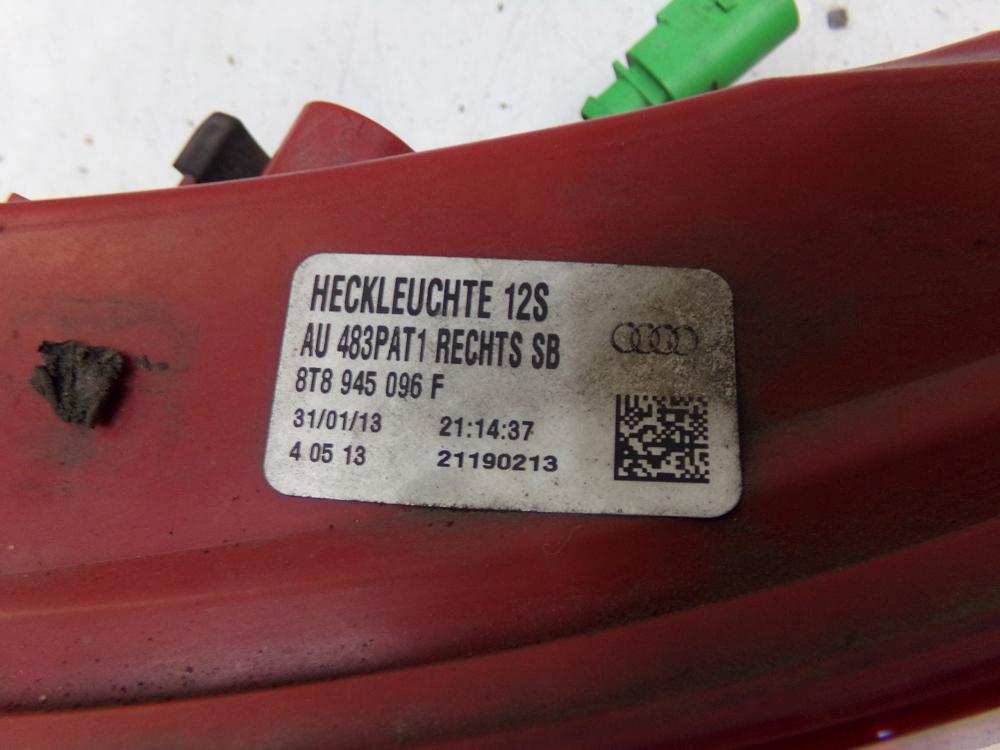 HECKLEUCHTE 12S
AU 483PAT1 RECHTS SB
8T8 945 096 F
31/01/13 21:14:37
4 05 13 21190213